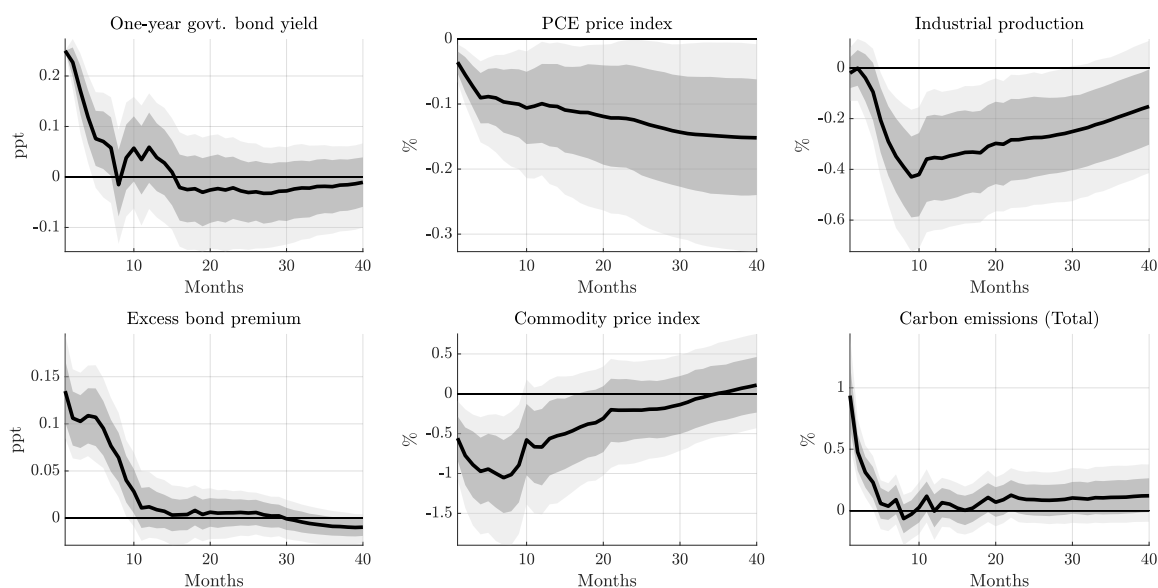 One-year govt. bond yield
ppt
0.2
0.1
0
-0.1
10 20 30 40
Months
PCE price index
%
0
-0.1
-0.2
-0.3
10 20 30 40
Months
Industrial production
%
0
-0.2
-0.4
-0.6
10 20 30 40
Months
Excess bond premium
ppt
0.15
0.1
0.05
0
10 20 30 40
Months
Commodity price index
%
0.5
0
-0.5
-1
-1.5
10 20 30 40
Months
Carbon emissions (Total)
%
1
0.5
0
10 20 30 40
Months